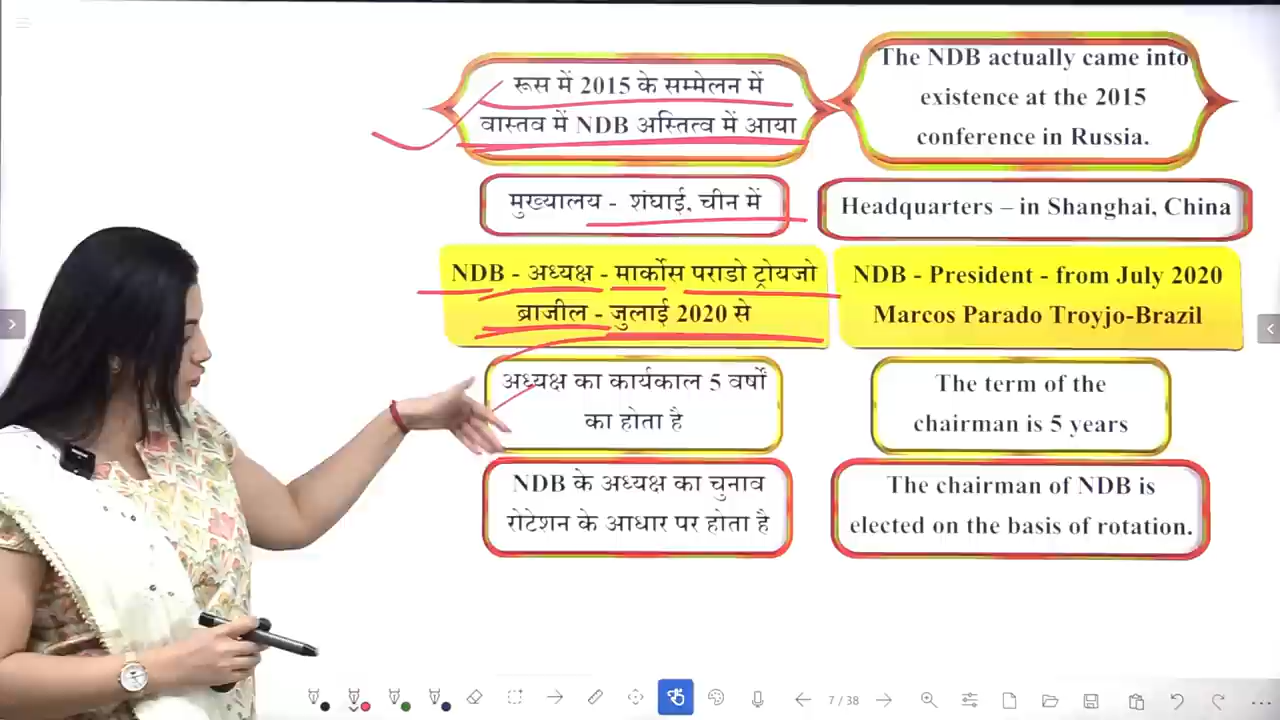 रूस में 2015 के सम्मेलन में
वास्तव में NDB अस्तित्व में आया
The NDB actually came into
existence at the 2015
conference in Russia.
मुख्यालय - शंघाई, चीन में
Headquarters – in Shanghai, China
NDB - अध्यक्ष - मार्कोस पराडो ट्रोयजो
ब्राजील - जुलाई 2020 से
NDB - President - from July 2020
Marcos Parado Troyjo-Brazil
अध्यक्ष का कार्यकाल 5 वर्षों
का होता है
The term of the
chairman is 5 years
NDB के अध्यक्ष का चुनाव
रोटेशन के आधार पर होता है
The chairman of NDB is
elected on the basis of rotation.
7 / 38